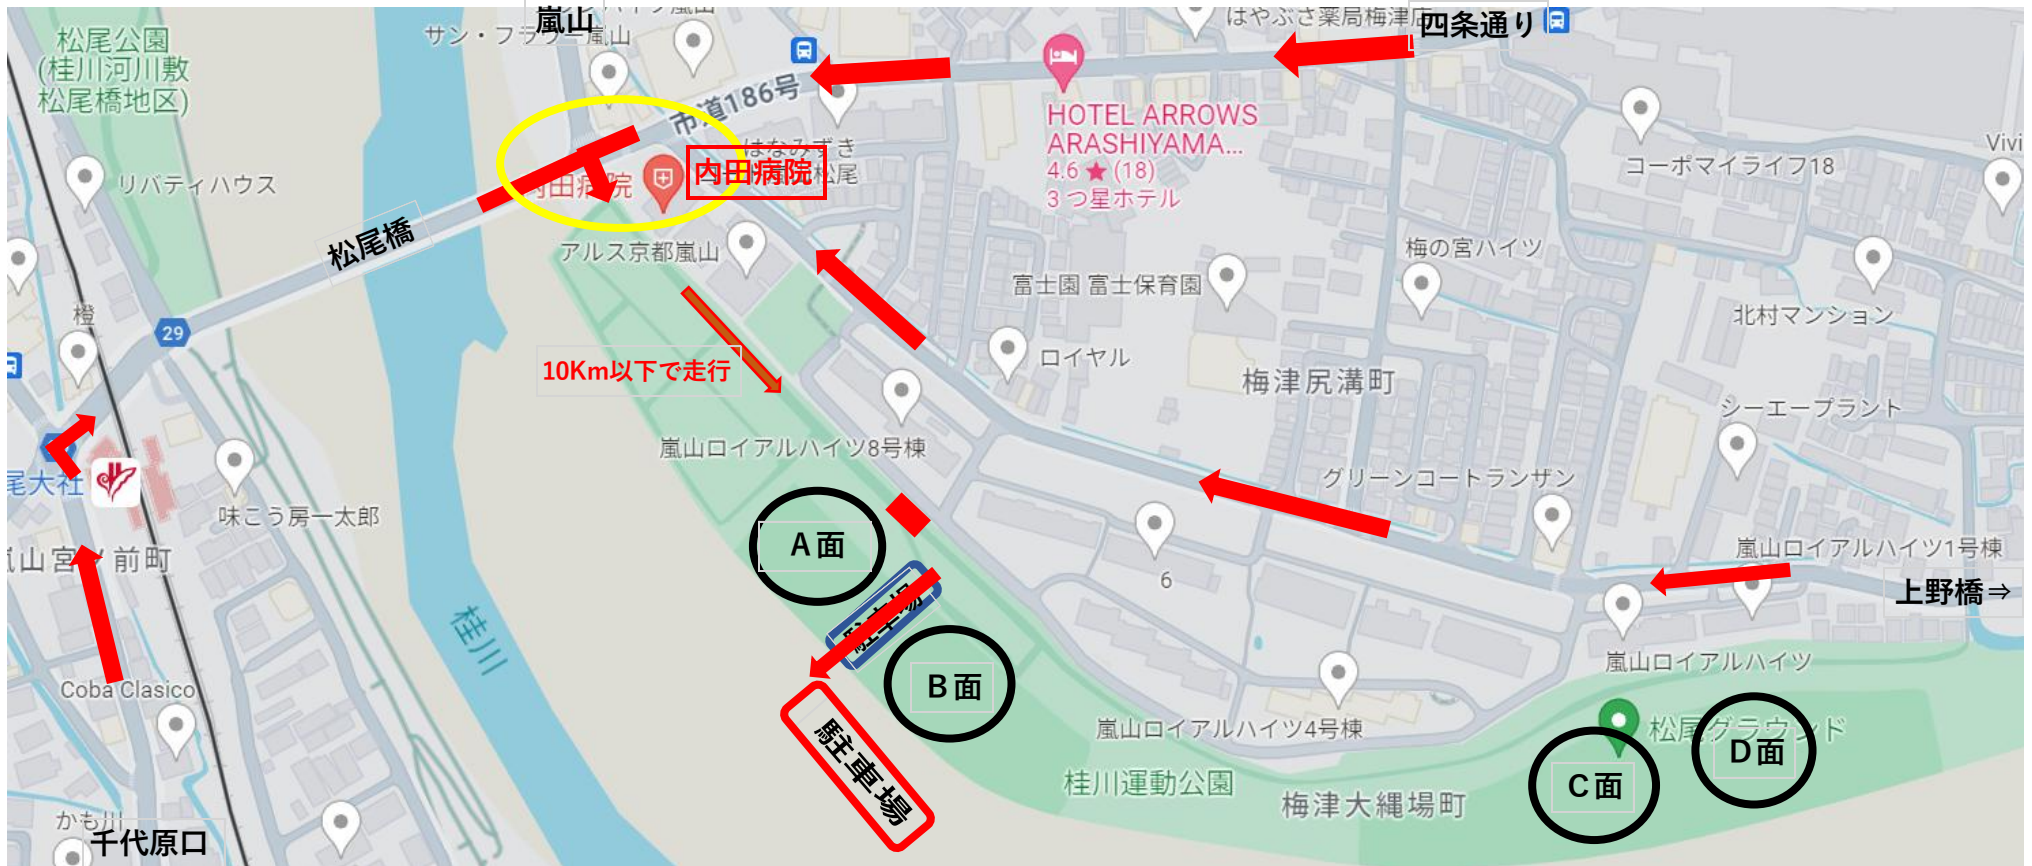 嵐山
四条通り
はやぶさ薬局梅津店
サン・フラワー嵐山
松尾公園
(桂川河川敷
松尾橋地区)
市道186号
HOTEL ARROWS
ARASHIYAMA...
4.6 ★ (18)
3 つ星ホテル
コーポマイライフ18
Vivi
はなみずき
松尾
内田病院
内田病院
リバティハウス
松尾橋
アルス京都嵐山
梅の宮ハイツ
富士園 富士保育園
橙
29
北村マンション
10Km以下で走行
ロイヤル
梅津尻溝町
シーエープラント
嵐山ロイアルハイツ8号棟
グリーンコートランザン
尾大社
味こう房一太郎
A面
嵐山宮ノ前町
嵐山ロイアルハイツ1号棟
6
上野橋⇒
駐車場
桂川
B面
嵐山ロイアルハイツ
Coba Clasico
嵐山ロイアルハイツ4号棟
松尾グラウンド
D面
駐車場
桂川運動公園
C面
梅津大縄場町
かも川
千代原口